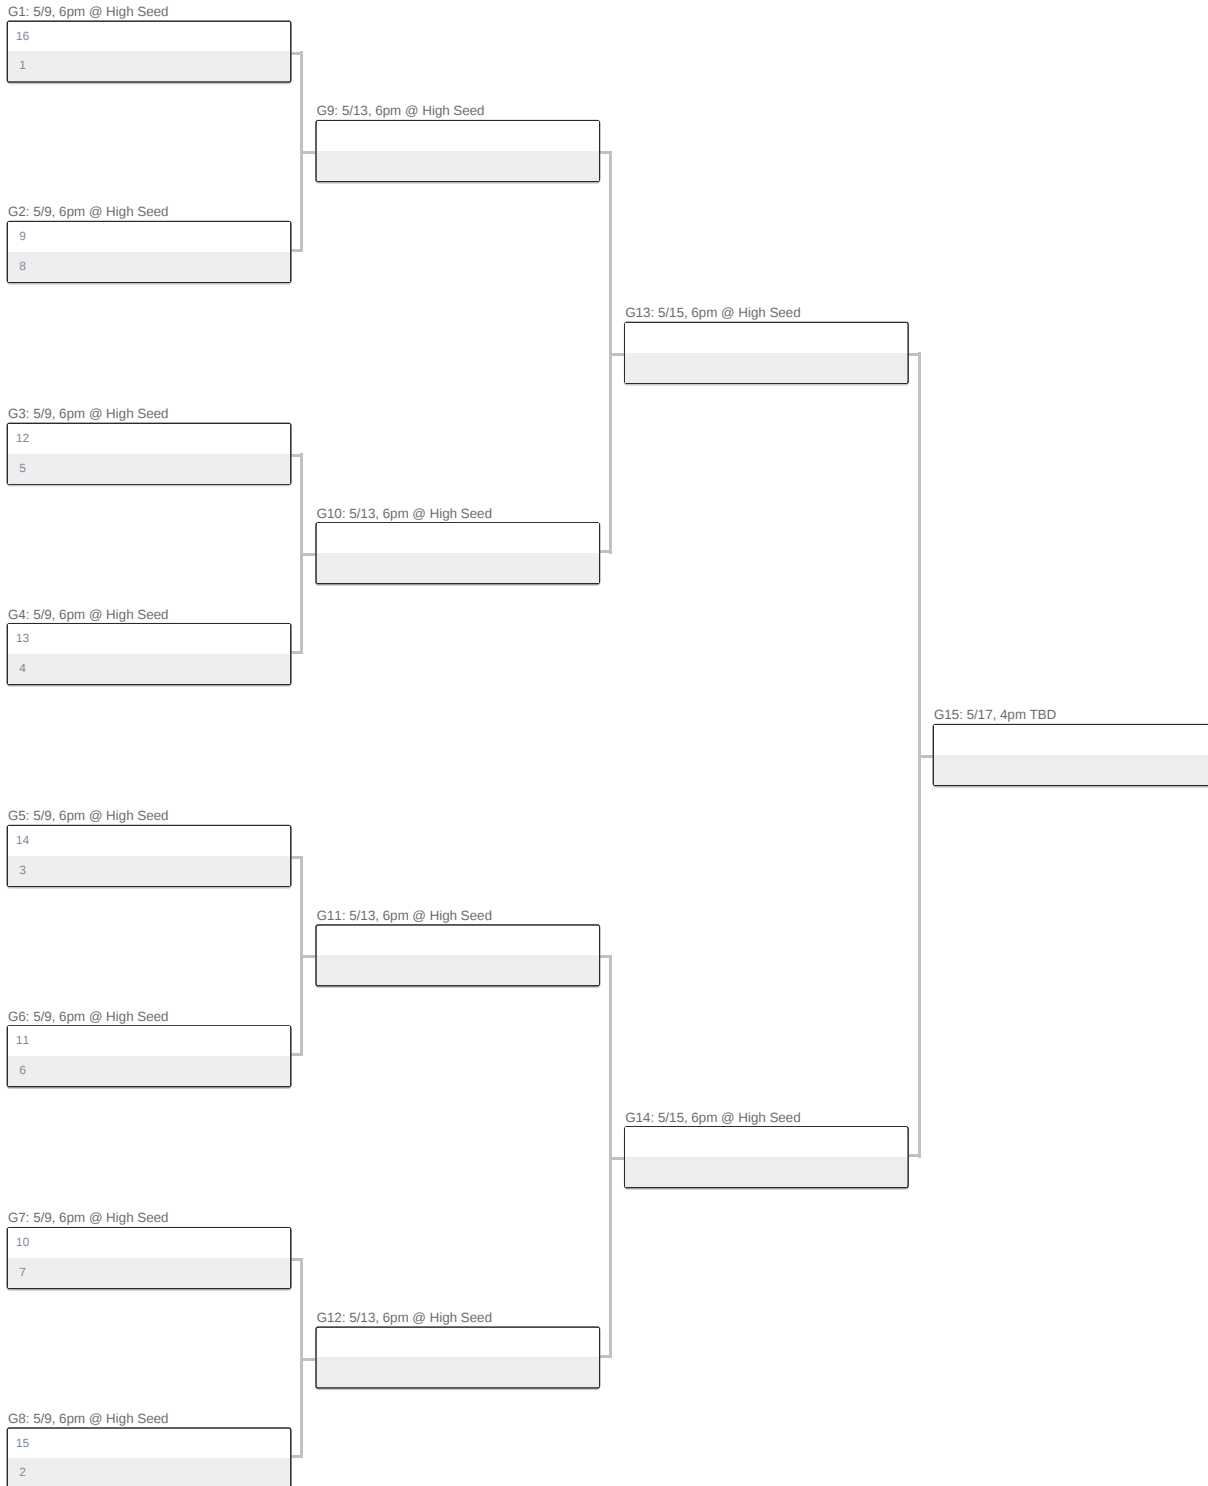 G1: 5/9, 6pm @ High Seed
16
1
G9: 5/13, 6pm @ High Seed
G2: 5/9, 6pm @ High Seed
9
8
G13: 5/15, 6pm @ High Seed
G3: 5/9, 6pm @ High Seed
12
5
G10: 5/13, 6pm @ High Seed
G4: 5/9, 6pm @ High Seed
13
4
G15: 5/17, 4pm TBD
G5: 5/9, 6pm @ High Seed
14
3
G11: 5/13, 6pm @ High Seed
G6: 5/9, 6pm @ High Seed
11
6
G14: 5/15, 6pm @ High Seed
G7: 5/9, 6pm @ High Seed
10
7
G12: 5/13, 6pm @ High Seed
G8: 5/9, 6pm @ High Seed
15
2